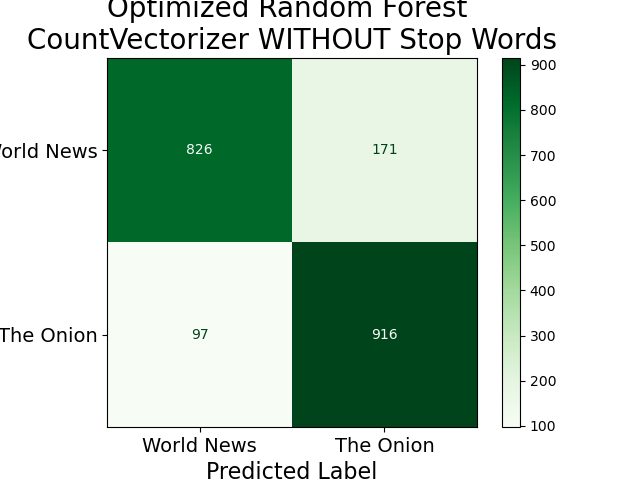 Optimized Random Forest
CountVectorizer WITHOUT Stop Words
900
826
171
News
800
700
600
500
400
The Onion
97
916
300
200
100
World News
The Onion
Predicted Label